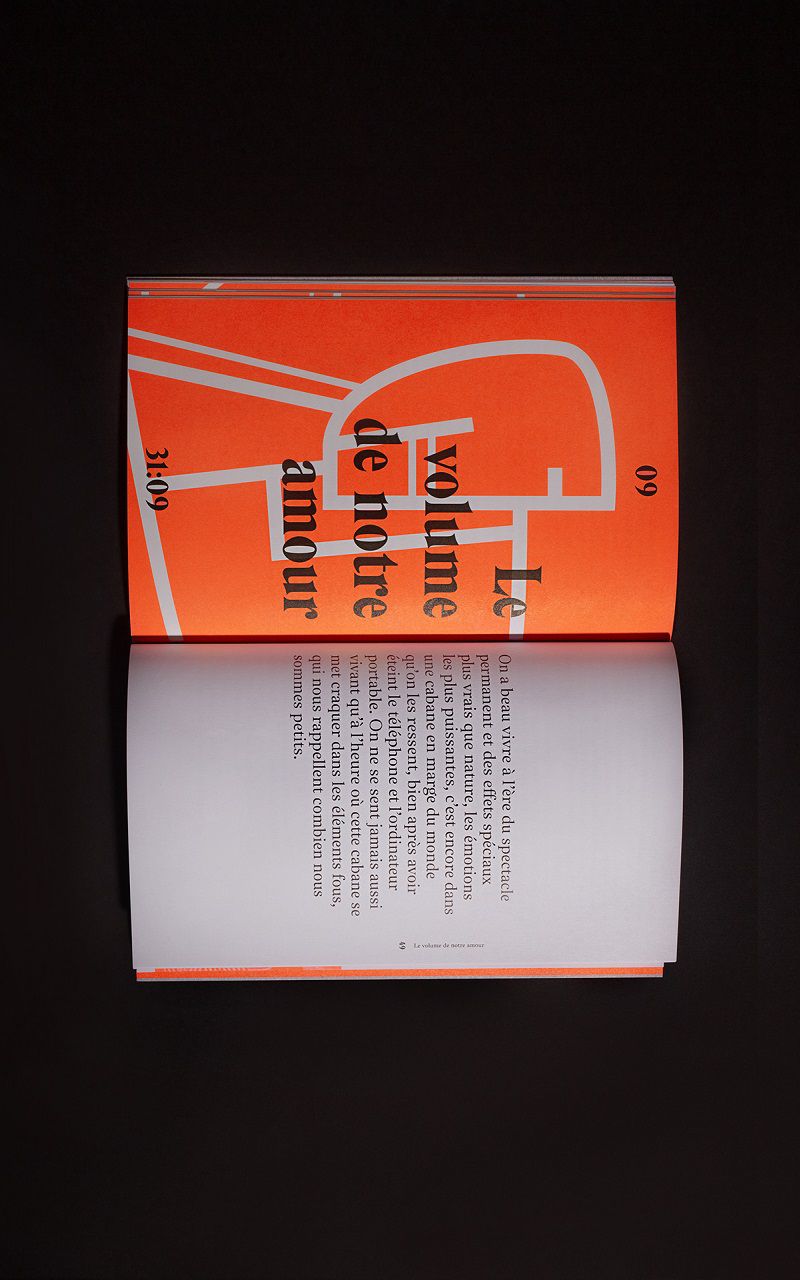 09
Le
volume
de notre
amour
31:09
On a beau vivre à l'ère du spectacle
permanent et des effets spéciaux
plus vrais que nature, les émotions
les plus puissantes, c'est encore dans
une cabane en marge du monde
qu'on les ressent, bien après avoir
éteint le téléphone et l'ordinateur
portable. On ne se sent jamais aussi
vivant qu'à l'heure où cette cabane se
met craquer dans les éléments fous,
qui nous rappellent combien nous
sommes petits.
Le volume de notre amour
49